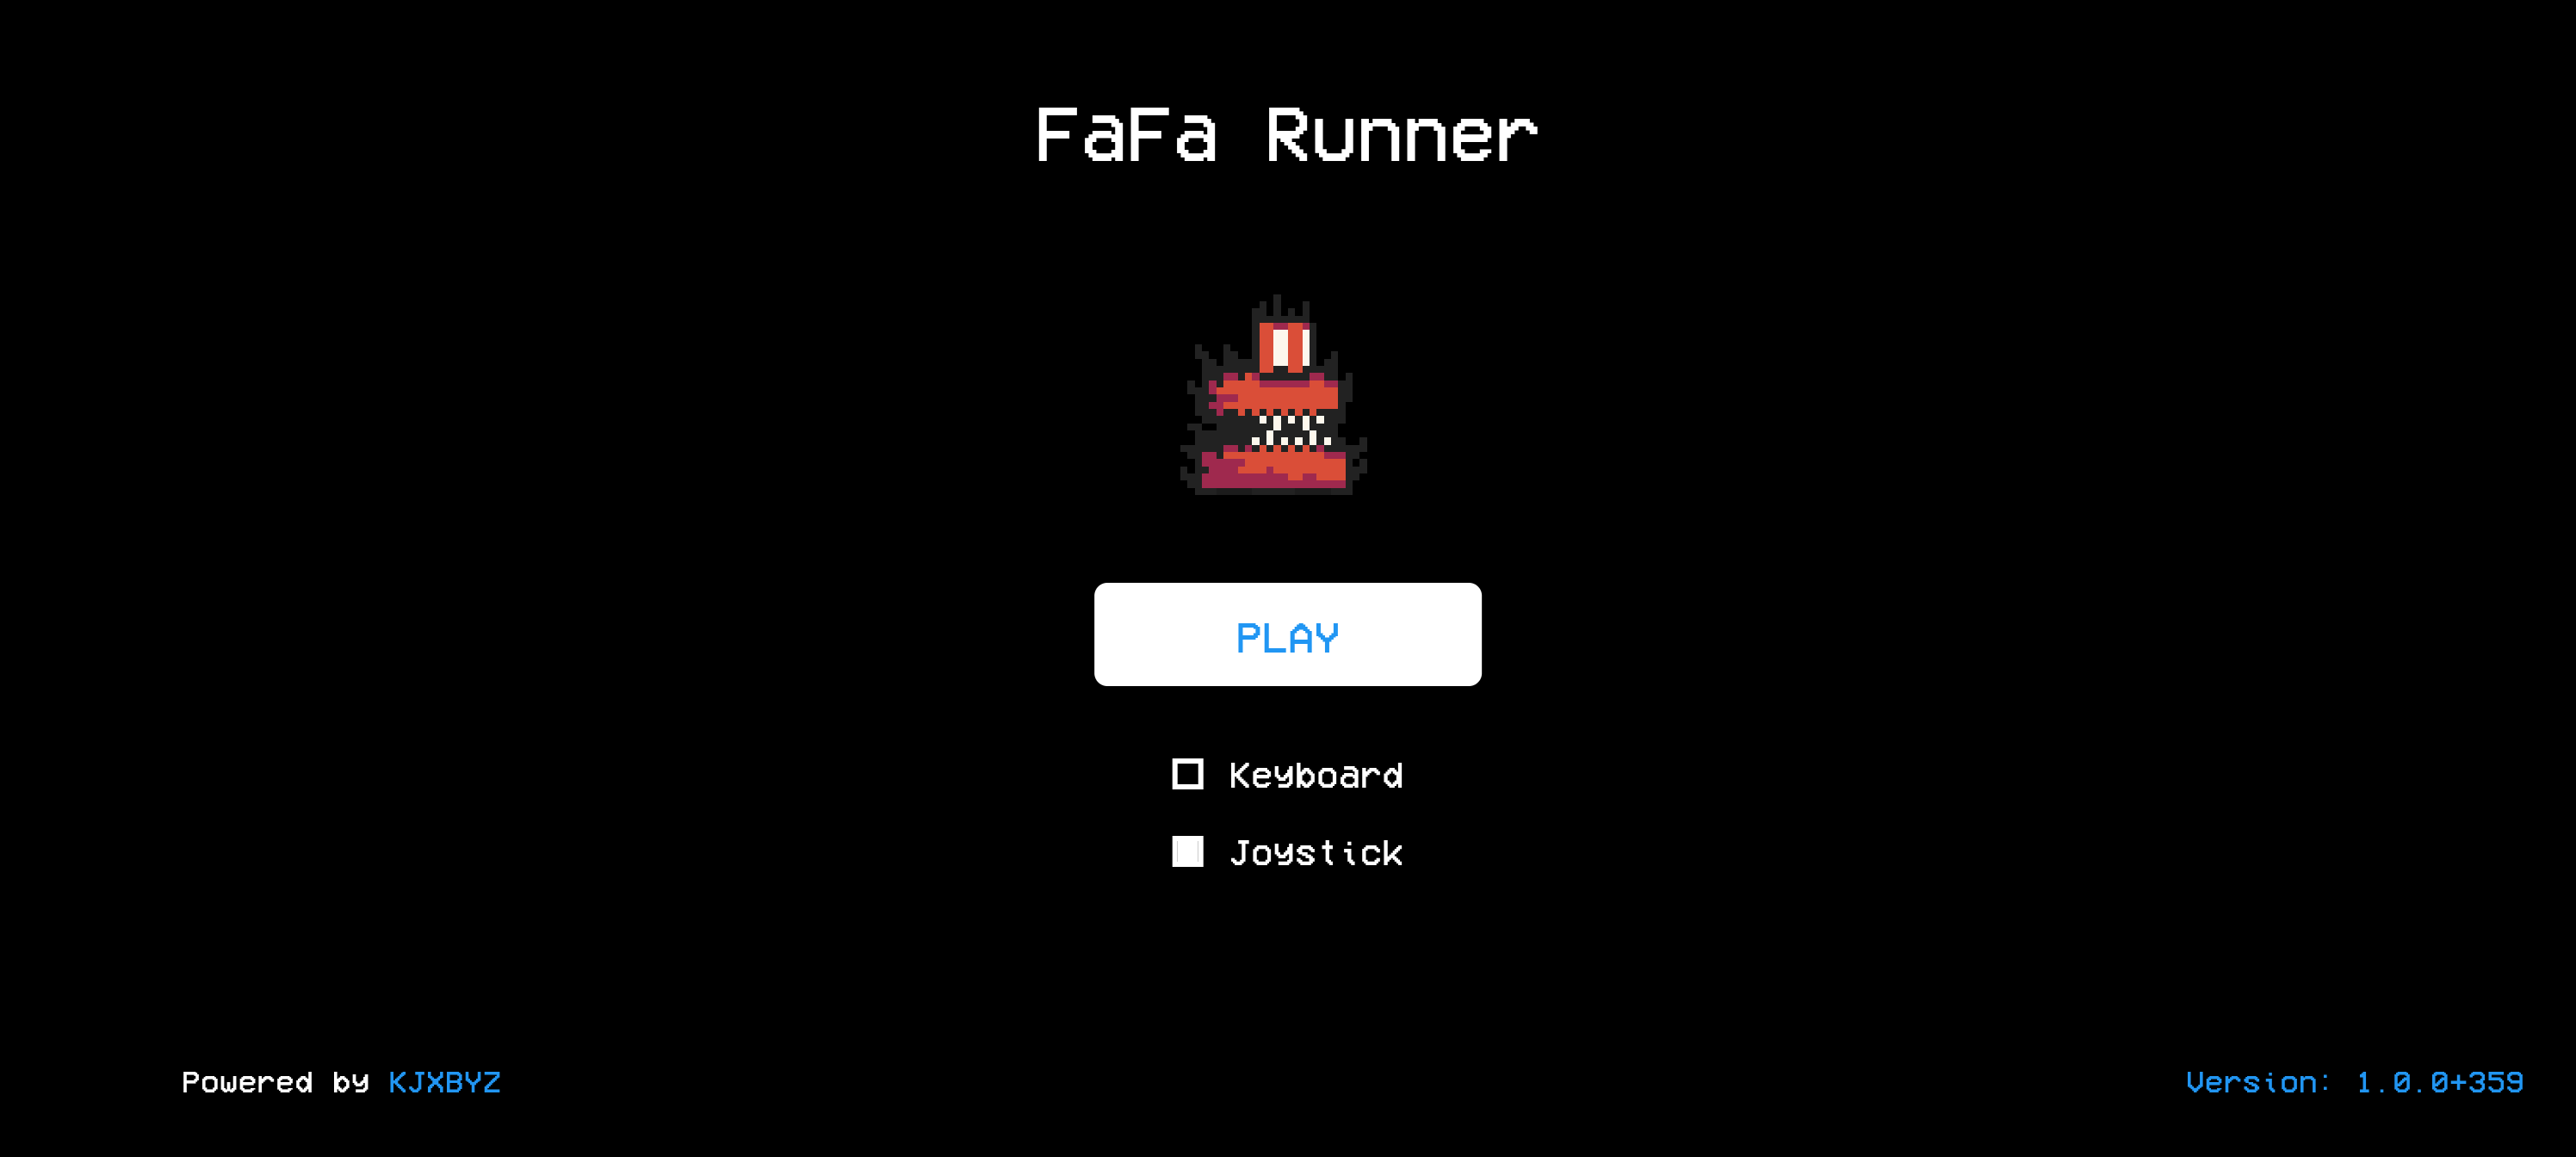 FaFa Runner
PLAY
Keyboard
Joystick
Powered by KJXBYZ
Version: 1.0.0+359